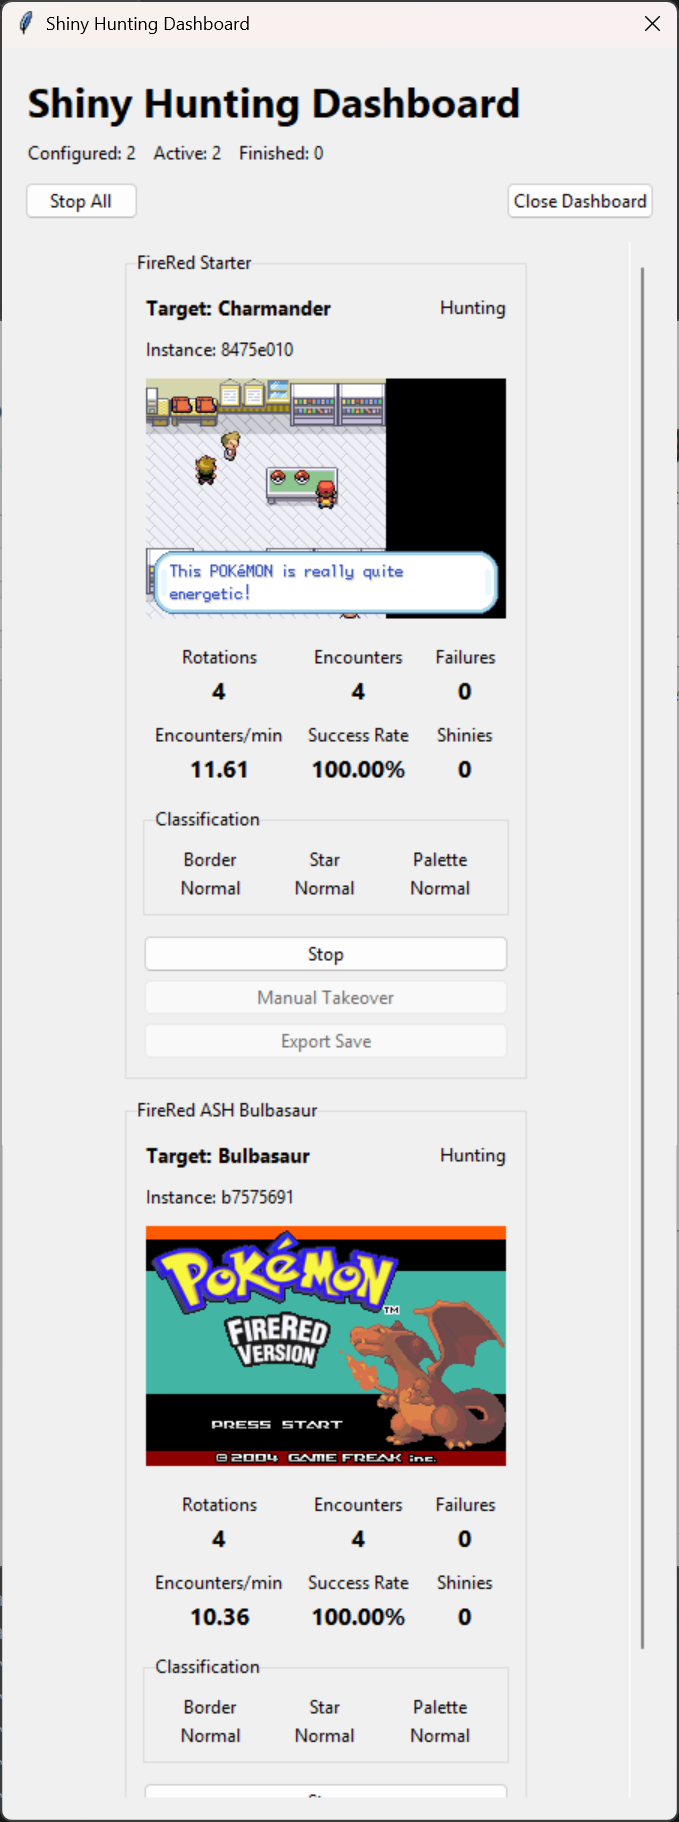 Shiny Hunting Dashboard
Shiny Hunting Dashboard
Configured: 2 Active: 2 Finished: 0
Stop All Close Dashboard
FireRed Starter
Target: Charmander Hunting
Instance: 8475e010
This POKéMON is really quite
energetic!
Rotations Encounters Failures
4 4 0
Encounters/min Success Rate Shinies
11.61 100.00% 0
Classification
Border Star Palette
Normal Normal Normal
Stop
Manual Takeover
Export Save
FireRed ASH Bulbasaur
Target: Bulbasaur Hunting
Instance: b7575691
POKéMON TM
FIRERED
VERSION
PRESS START
©2004 GAME FREAK inc.
Rotations Encounters Failures
4 4 0
Encounters/min Success Rate Shinies
10.36 100.00% 0
Classification
Border Star Palette
Normal Normal Normal